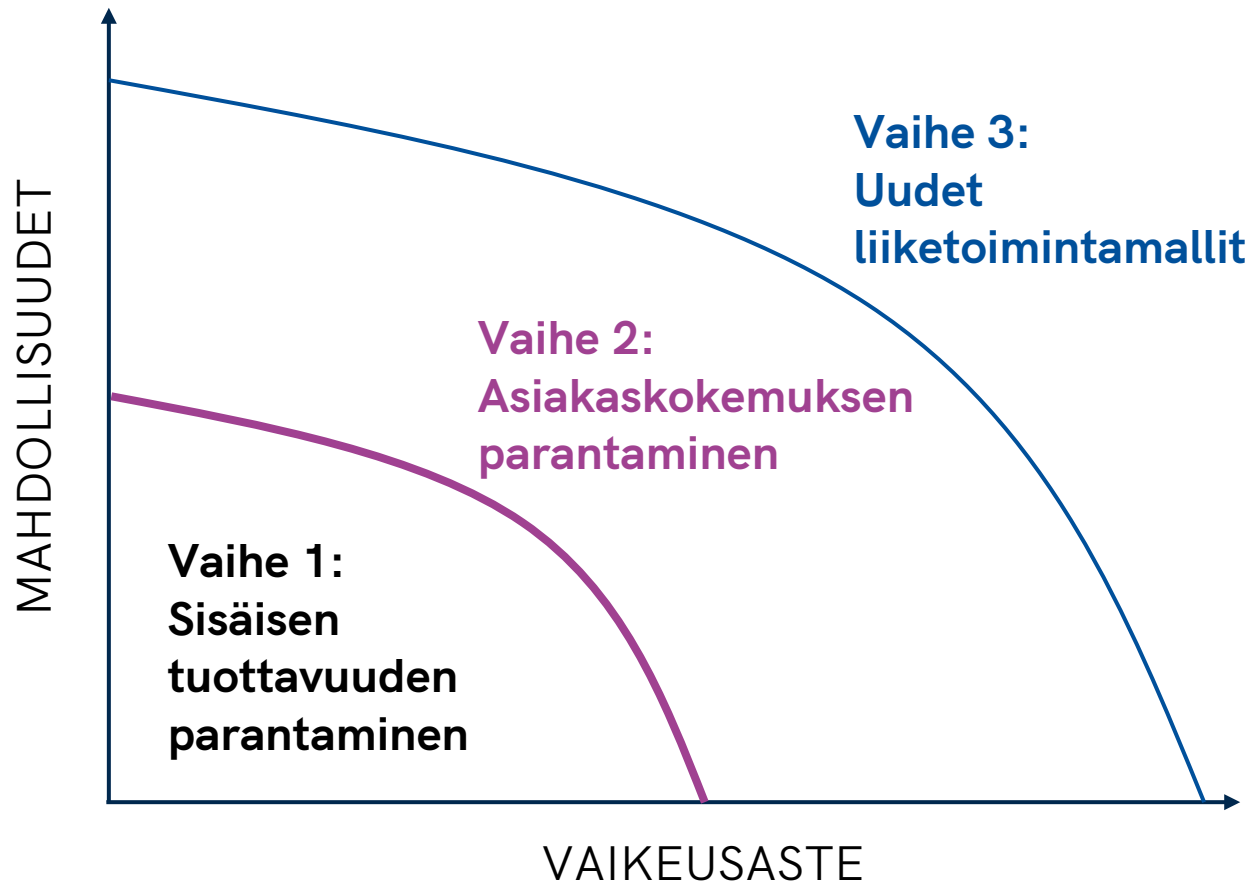 MAHDOLLISUUDET
Vaihe 3:
Uudet
liiketoimintamallit
Vaihe 2:
Asiakaskokemuksen
parantaminen
Vaihe 1:
Sisäisen
tuottavuuden
parantaminen
VAIKEUSASTE